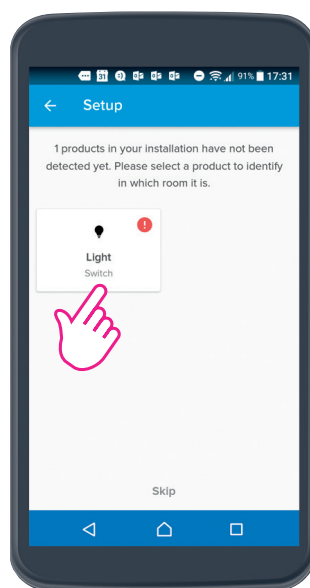 31 91% 17:31
Setup
1 products in your installation have not been
detected yet. Please select a product to identify
in which room it is.
!
Light
Switch
Skip